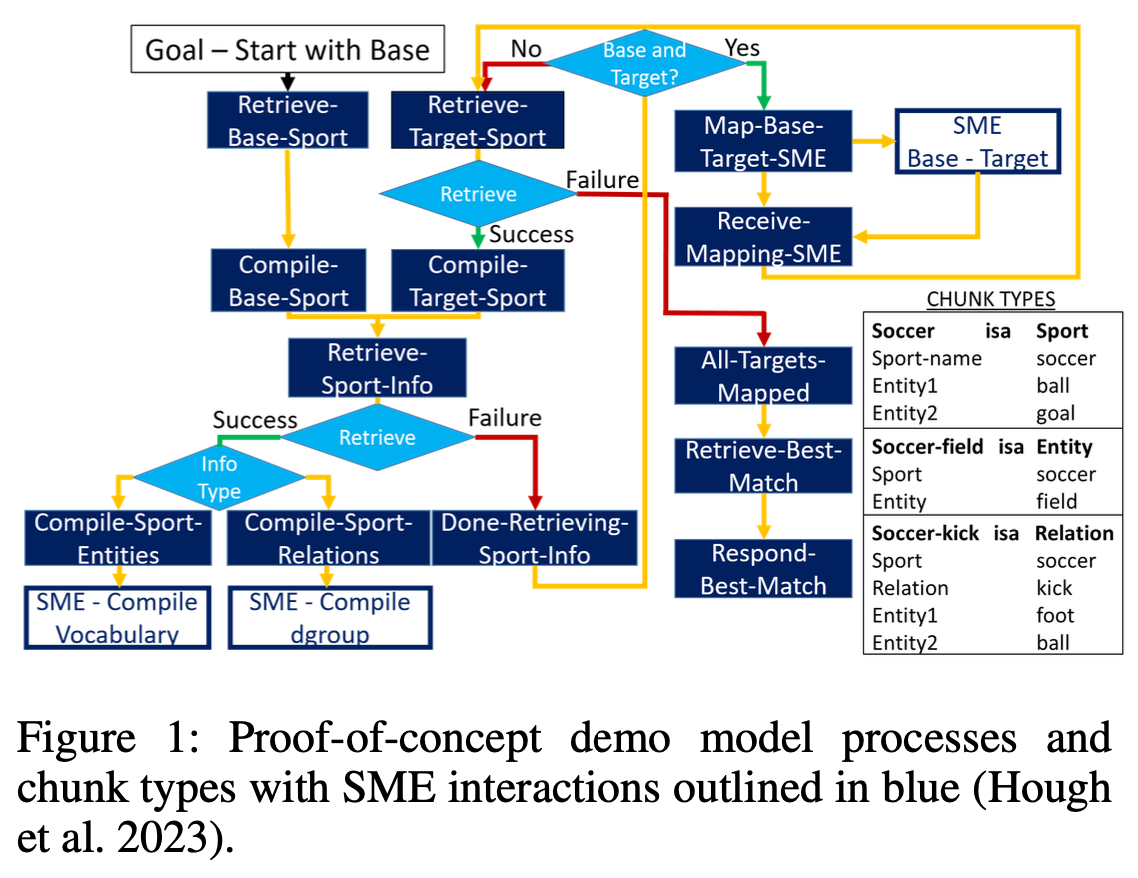 Goal – Start with Base
No
Base and
Target?
Yes
Retrieve-
Base-Sport
Retrieve-
Target-Sport
Map-Base-
Target-SME
SME
Base - Target
Retrieve
Failure
Success
Receive-
Mapping-SME
Compile-
Base-Sport
Compile-
Target-Sport
Retrieve-
Sport-Info
All-Targets-
Mapped
Success
Retrieve
Failure
Info
Type
Retrieve-Best-
Match
Compile-Sport-
Entities
Compile-Sport-
Relations
Done-Retrieving-
Sport-Info
Respond-
Best-Match
SME - Compile
Vocabulary
SME - Compile
dgroup
CHUNK TYPES
Soccer isa Sport
Sport-name soccer
Entity1 ball
Entity2 goal
Soccer-field isa Entity
Sport soccer
Entity field
Soccer-kick isa Relation
Sport soccer
Relation kick
Entity1 foot
Entity2 ball
Figure 1: Proof-of-concept demo model processes and
chunk types with SME interactions outlined in blue (Hough
et al. 2023).